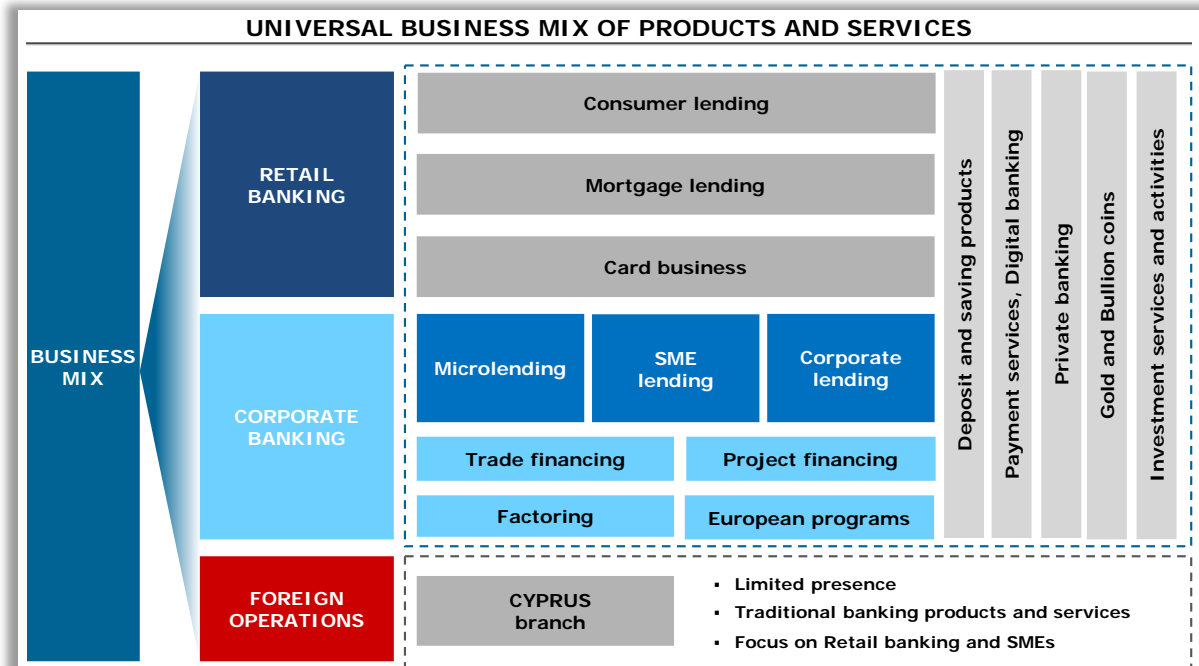 UNIVERSAL BUSINESS MIX OF PRODUCTS AND SERVICES
BUSINESS
MIX
RETAIL
BANKING
Consumer lending
Mortgage lending
Card business
CORPORATE
BANKING
Microlending
SME
lending
Corporate
lending
Trade financing
Project financing
Factoring
European programs
Deposit and saving products
Payment services, Digital banking
Private banking
Gold and Bullion coins
Investment services and activities
FOREIGN
OPERATIONS
CYPRUS
branch
▪ Limited presence
▪ Traditional banking products and services
▪ Focus on Retail banking and SMEs